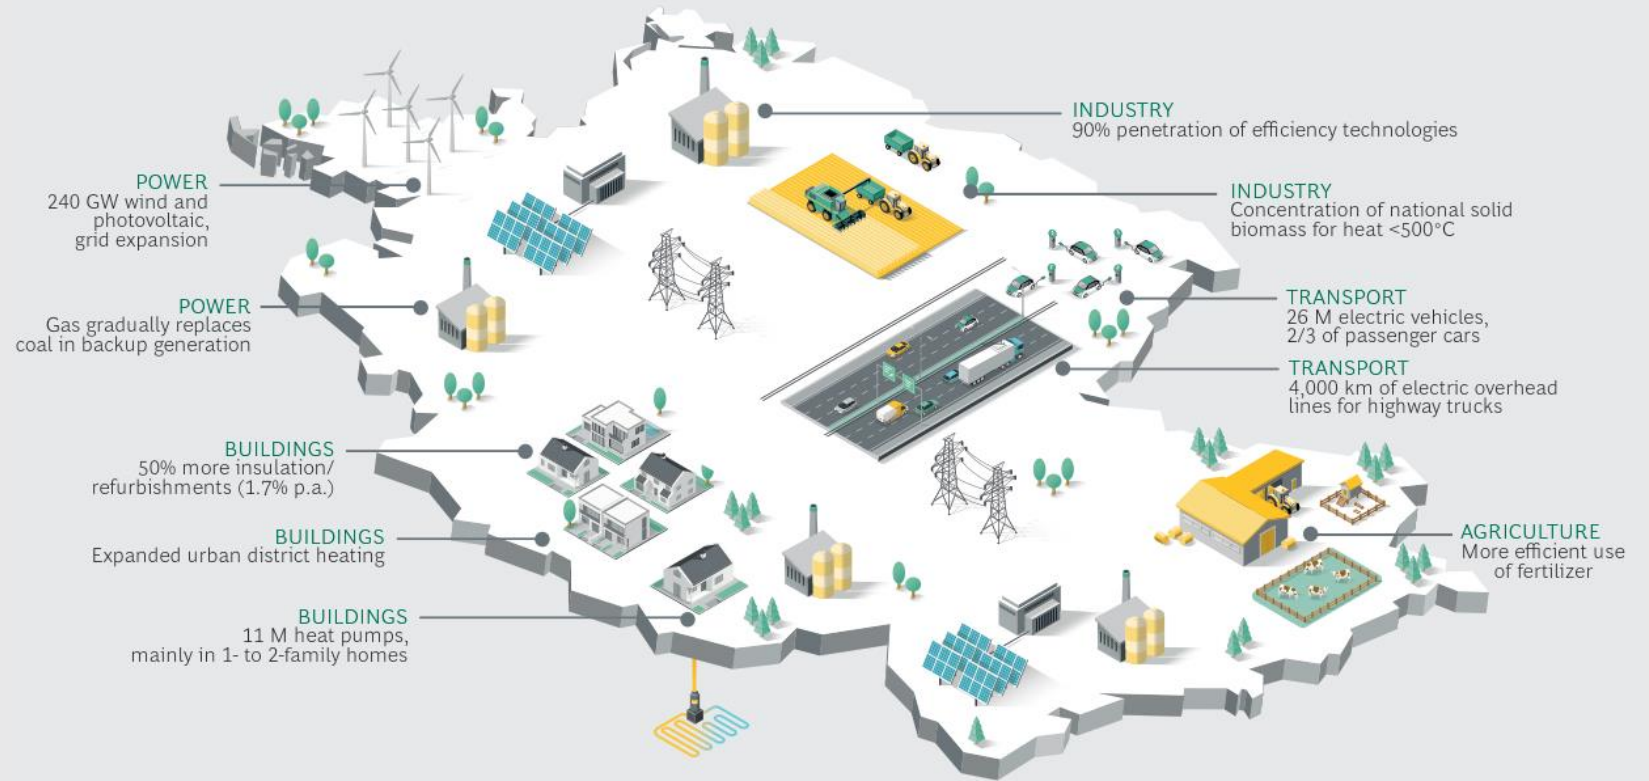 POWER
240 GW wind and
photovoltaic,
grid expansion
POWER
Gas gradually replaces
coal in backup generation
BUILDINGS
50% more insulation/
refurbishments (1.7% p.a.)
BUILDINGS
Expanded urban district heating
BUILDINGS
11 M heat pumps,
mainly in 1- to 2-family homes
INDUSTRY
90% penetration of efficiency technologies
INDUSTRY
Concentration of national solid
biomass for heat <500°C
TRANSPORT
26 M electric vehicles,
2/3 of passenger cars
TRANSPORT
4,000 km of electric overhead
lines for highway trucks
AGRICULTURE
More efficient use
of fertilizer